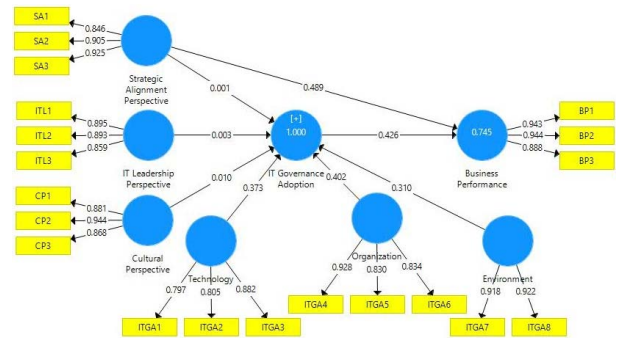 SA1
0.846
SA2
0.905
SA3
0.925
Strategic
Alignment
Perspective
0.001
0.489
ITL1
0.895
ITL2
0.893
ITL3
0.859
IT Leadership
Perspective
0.003
[+]
1.000
IT Governance
Adoption
0.426
0.745
Business
Performance
0.943
BP1
0.944
BP2
0.888
BP3
CP1
0.881
CP2
0.944
CP3
0.868
Cultural
Perspective
0.010
0.373
0.402
0.310
Technology
Organization
Environment
0.797
0.805
0.882
0.928
0.830
0.834
0.918
0.922
ITGA1
ITGA2
ITGA3
ITGA4
ITGA5
ITGA6
ITGA7
ITGA8